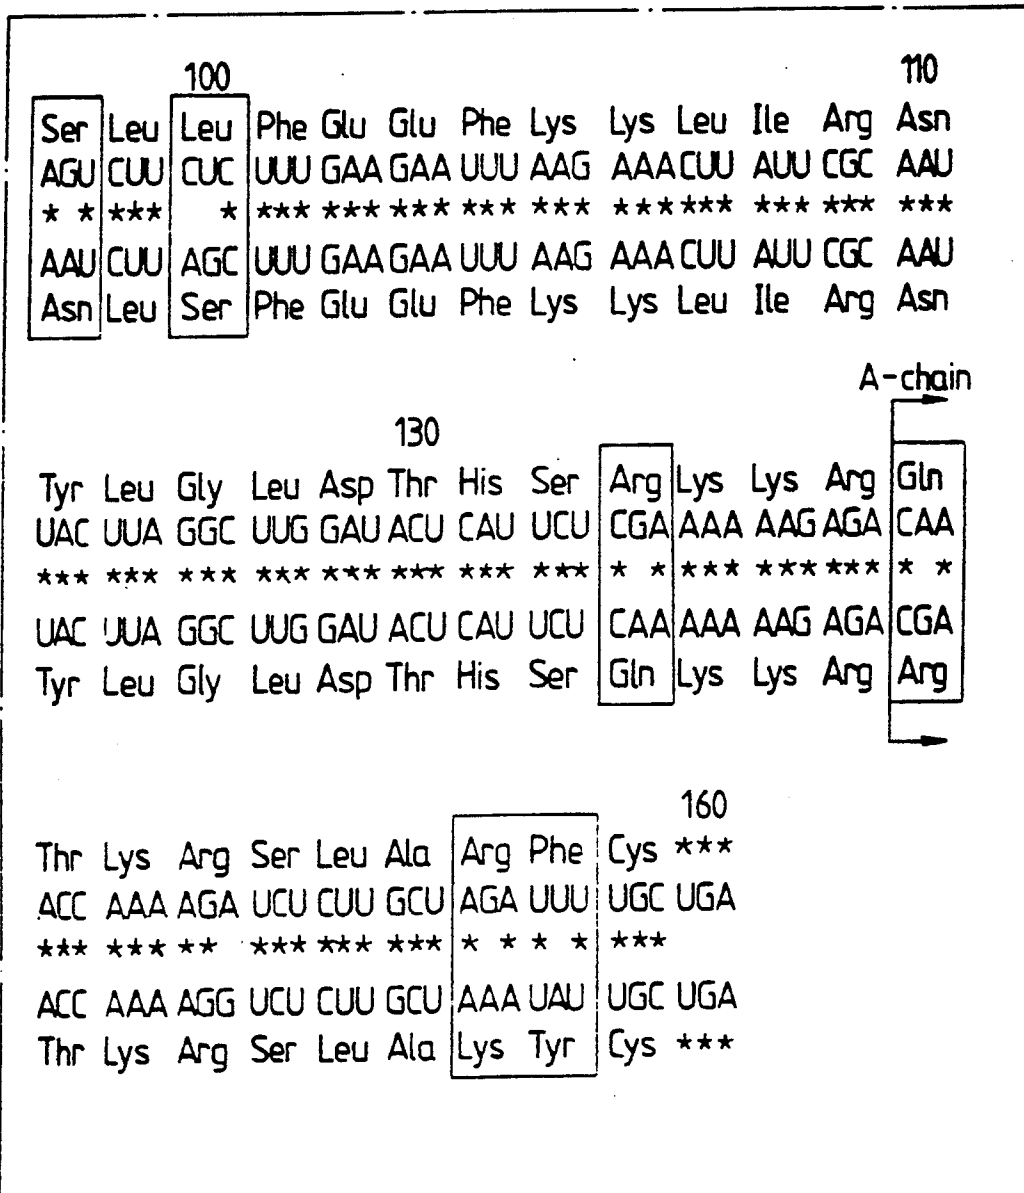 100 110
Ser Leu Leu Phe Glu Glu Phe Lys Lys Leu Ile Arg Asn
AGU CUU CUC UUU GAA GAA UUU AAG AAA CUU AUU CGC AAU
* * *** * *** *** *** *** *** *** *** *** *** ***
AAU CUU AGC UUU GAA GAA UUU AAG AAA CUU AUU CGC AAU
Asn Leu Ser Phe Glu Glu Phe Lys Lys Leu Ile Arg Asn
A-chain
130
Tyr Leu Gly Leu Asp Thr His Ser Arg Lys Lys Arg Gln
UAC UUA GGC UUG GAU ACU CAU UCU CGA AAA AAG AGA CAA
*** *** *** *** *** *** *** *** * * *** *** *** * *
UAC UUA GGC UUG GAU ACU CAU UCU CAA AAA AAG AGA CGA
Tyr Leu Gly Leu Asp Thr His Ser Gln Lys Lys Arg Arg
160
Thr Lys Arg Ser Leu Ala Arg Phe Cys ***
ACC AAA AGA UCU CUU GCU AGA UUU UGC UGA
*** *** ** *** *** *** * * * * ***
ACC AAA AGG UCU CUU GCU AAA UAU UGC UGA
Thr Lys Arg Ser Leu Ala Lys Tyr Cys ***